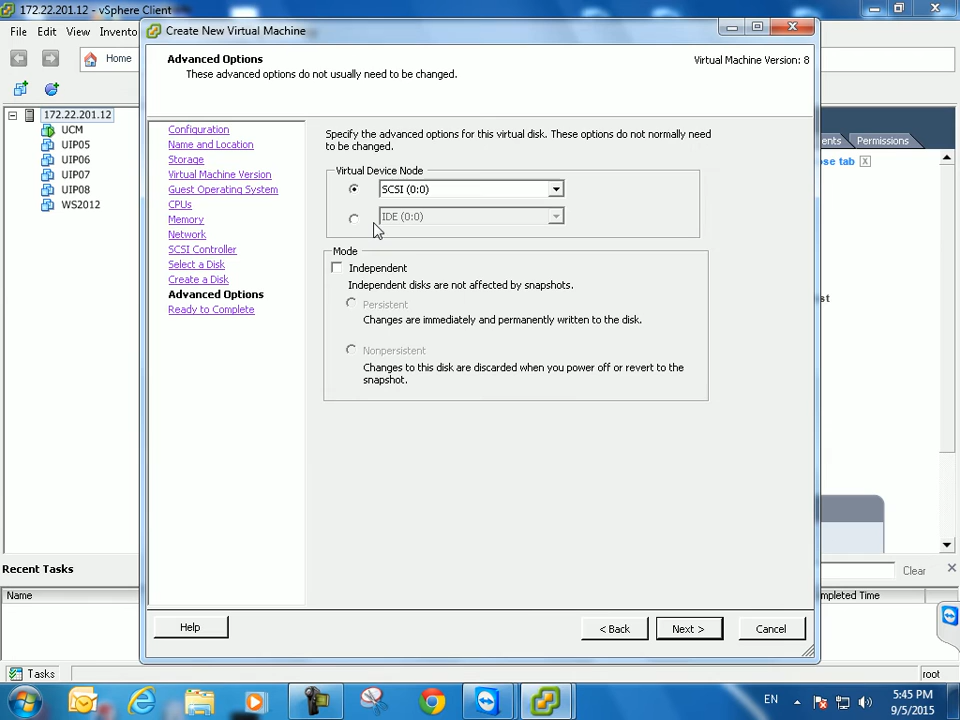 172.22.201.12 - vSphere Client
File Edit View Invento
Home
172.22.201.12
UCM
UIP05
UIP06
UIP07
UIP08
WS2012
Create New Virtual Machine
Advanced Options
These advanced options do not usually need to be changed.
Virtual Machine Version: 8
Configuration
Name and Location
Storage
Virtual Machine Version
Guest Operating System
CPUs
Memory
Network
SCSI Controller
Select a Disk
Create a Disk
Advanced Options
Ready to Complete
Specify the advanced options for this virtual disk. These options do not normally need
to be changed.
Virtual Device Node
SCSI (0:0)
IDE (0:0)
Mode
Independent
Independent disks are not affected by snapshots.
Persistent
Changes are immediately and permanently written to the disk.
Nonpersistent
Changes to this disk are discarded when you power off or revert to the
snapshot.
Help
< Back
Next >
Cancel
ents
Permissions
ose tab
st
Recent Tasks
Clear
Name
mpleted Time
Tasks
root
EN
5:45 PM
9/5/2015